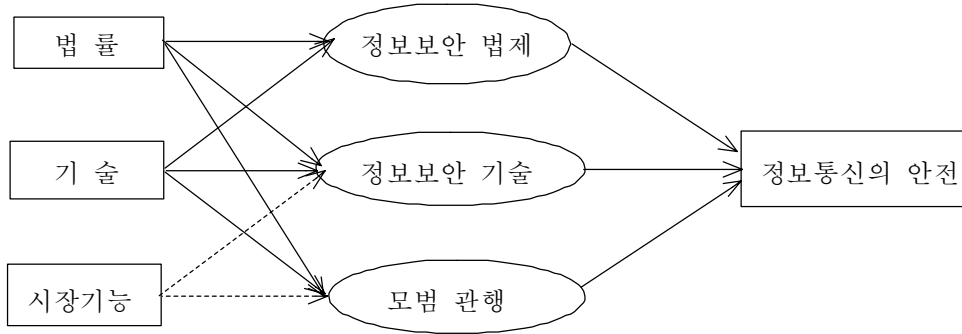 법 률
정보보안 법제
기 술
정보보안 기술
정보통신의 안전
시장기능
모범 관행